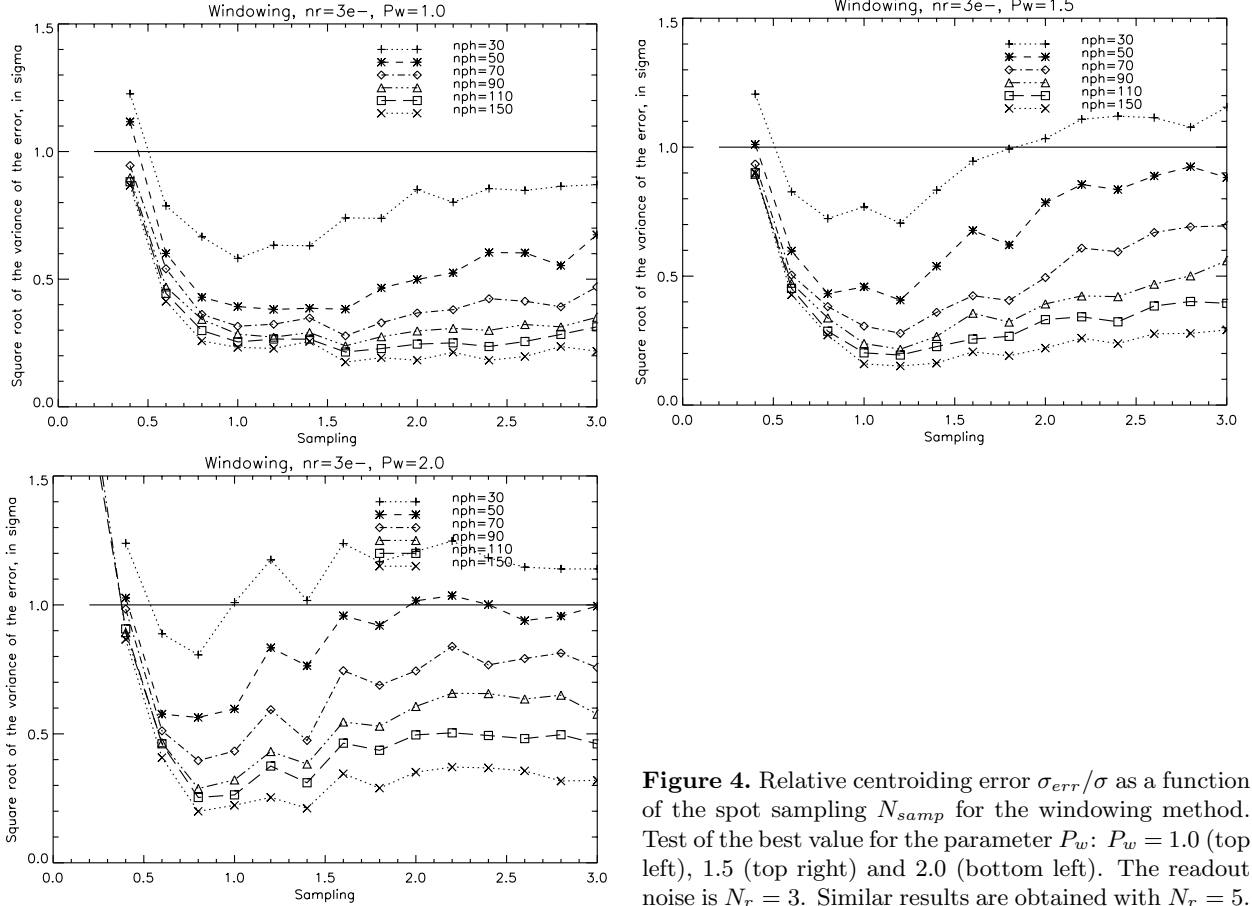 Windowing, nr=3e−, Pw=1.0
Square root of the variance of the error, in sigma
1.5
1.0
0.5
0.0
nph=30
nph=50
nph=70
nph=90
nph=110
nph=150
0.0 0.5 1.0 1.5 2.0 2.5 3.0
Sampling
Windowing, nr=3e−, Pw=1.5
Square root of the variance of the error, in sigma
1.5
1.0
0.5
0.0
nph=30
nph=50
nph=70
nph=90
nph=110
nph=150
0.0 0.5 1.0 1.5 2.0 2.5 3.0
Sampling
Windowing, nr=3e−, Pw=2.0
Square root of the variance of the error, in sigma
1.5
1.0
0.5
0.0
nph=30
nph=50
nph=70
nph=90
nph=110
nph=150
0.0 0.5 1.0 1.5 2.0 2.5 3.0
Sampling
Figure 4. Relative centroiding error σ_err/σ as a function
of the spot sampling N_samp for the windowing method.
Test of the best value for the parameter P_w: P_w = 1.0 (top
left), 1.5 (top right) and 2.0 (bottom left). The readout
noise is N_r = 3. Similar results are obtained with N_r = 5.